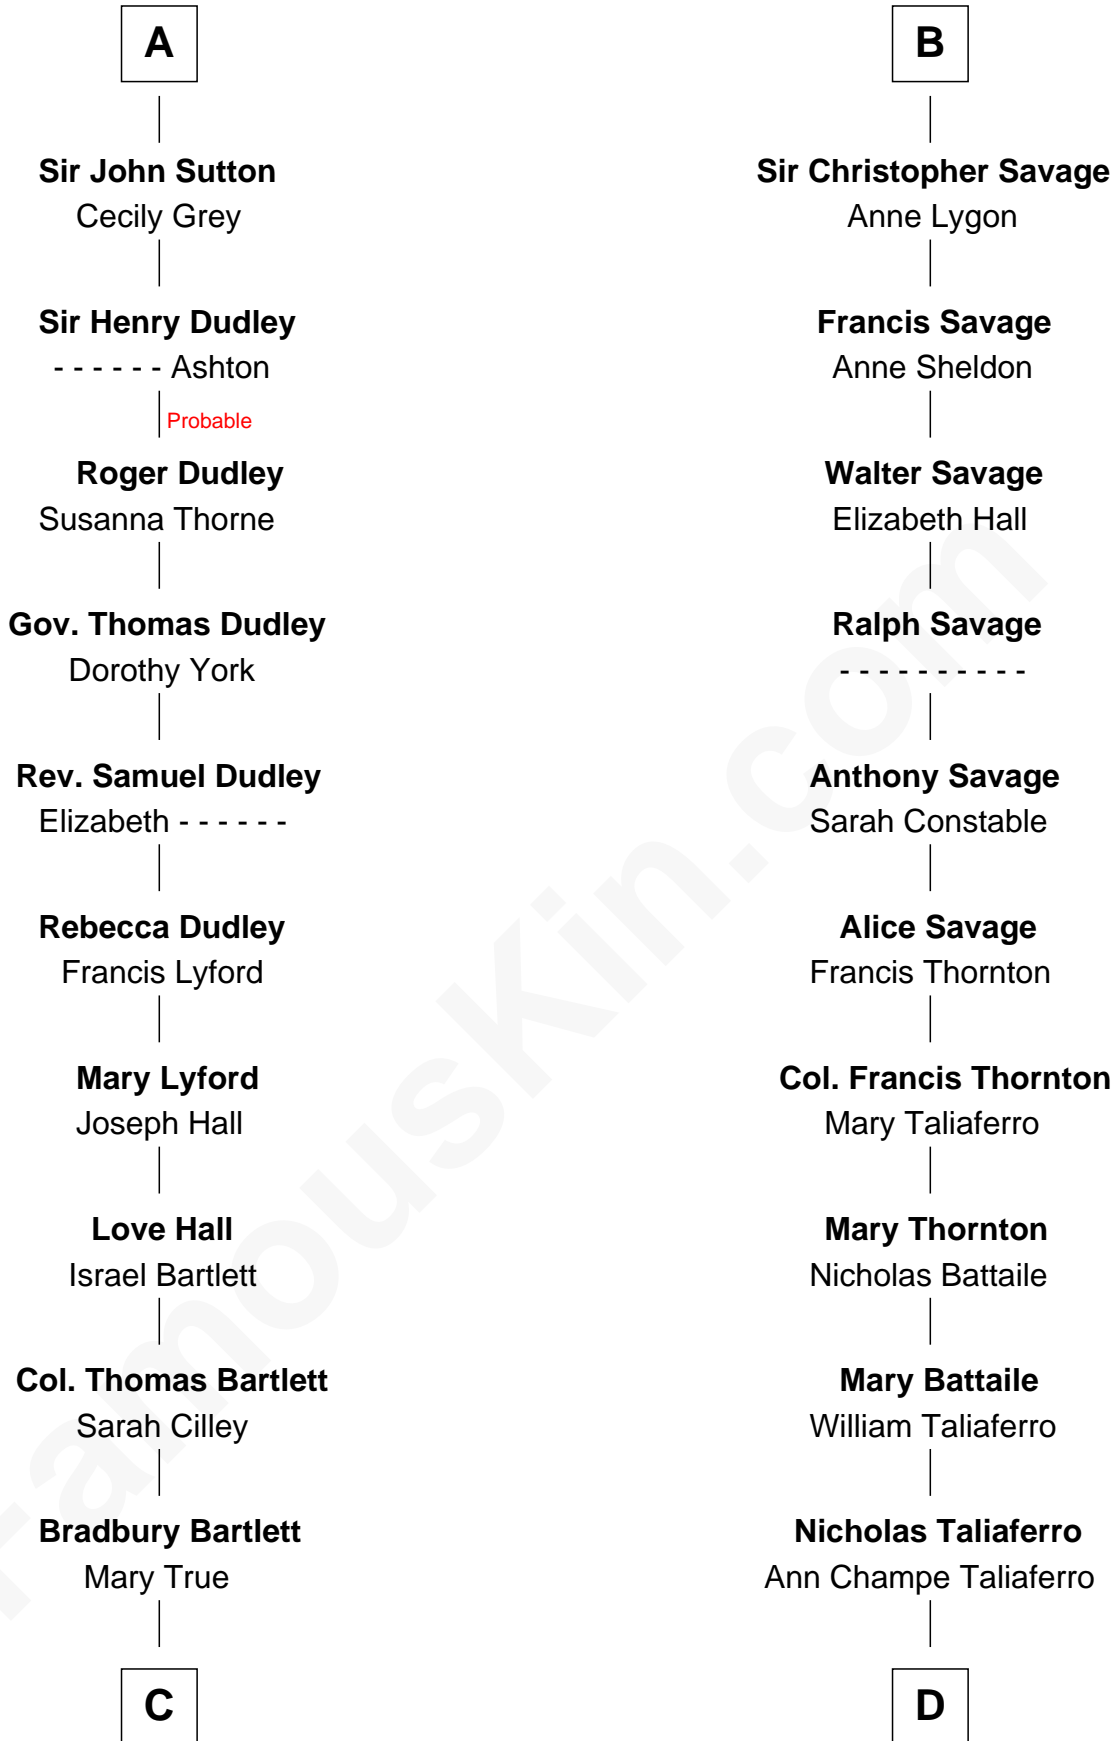 A
Sir John Sutton
Cecily Grey
Sir Henry Dudley
- - - - - - Ashton
Probable
Roger Dudley
Susanna Thorne
Gov. Thomas Dudley
Dorothy York
Rev. Samuel Dudley
Elizabeth - - - - - -
Rebecca Dudley
Francis Lyford
Mary Lyford
Joseph Hall
Love Hall
Israel Bartlett
Col. Thomas Bartlett
Sarah Cilley
Bradbury Bartlett
Mary True
C
B
Sir Christopher Savage
Anne Lygon
Francis Savage
Anne Sheldon
Walter Savage
Elizabeth Hall
Ralph Savage
- - - - - - - - - -
Anthony Savage
Sarah Constable
Alice Savage
Francis Thornton
Col. Francis Thornton
Mary Taliaferro
Mary Thornton
Nicholas Battaile
Mary Battaile
William Taliaferro
Nicholas Taliaferro
Ann Champe Taliaferro
D
FamousKin.com